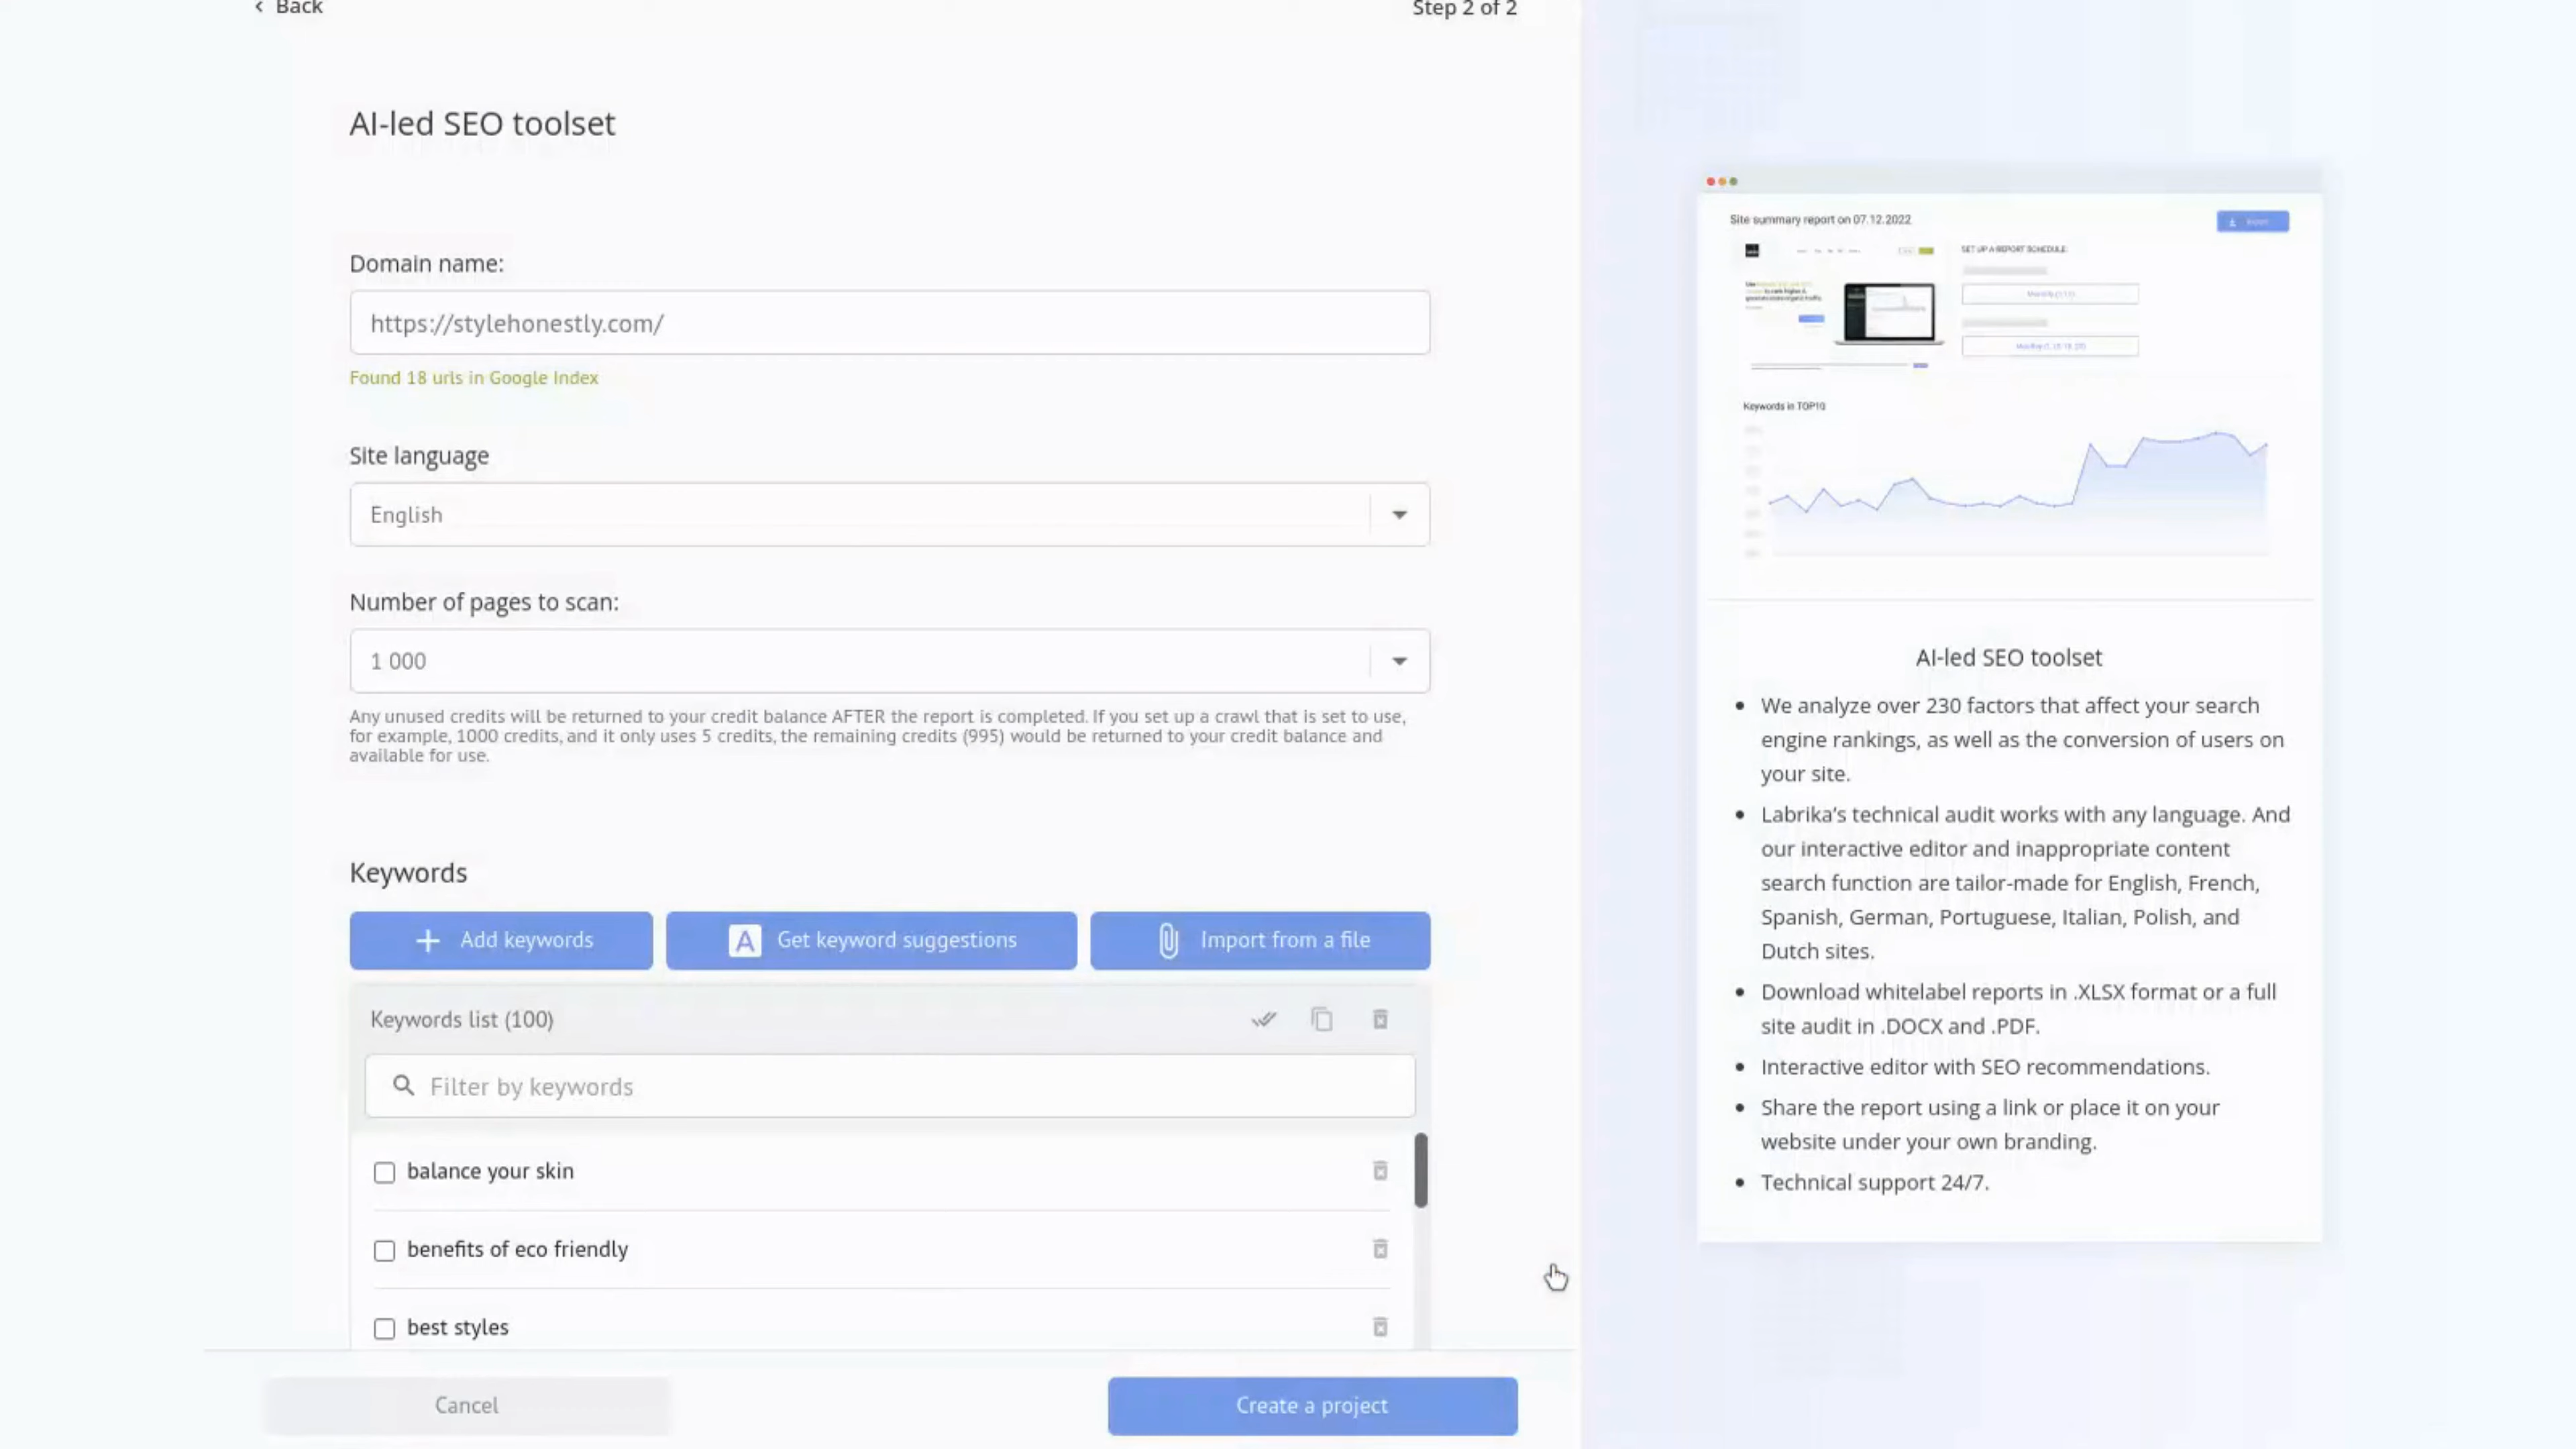 Back
Step 2 of 2
AI-led SEO toolset
Domain name:
https://stylehonestly.com/
Found 18 urls in Google Index
Site language
English
Number of pages to scan:
1 000
Any unused credits will be returned to your credit balance AFTER the report is completed. If you set up a crawl that is set to use,
for example, 1000 credits, and it only uses 5 credits, the remaining credits (995) would be returned to your credit balance and
available for use.
Keywords
Add keywords
A Get keyword suggestions
Import from a file
Keywords list (100)
Filter by keywords
balance your skin
benefits of eco friendly
best styles
Cancel
Create a project
Site summary report on 07.12.2022
SET UP A REPORT SCHEDULE:
Keywords in TOP10
AI-led SEO toolset
• We analyze over 230 factors that affect your search
engine rankings, as well as the conversion of users on
your site.
• Labrika's technical audit works with any language. And
our interactive editor and inappropriate content
search function are tailor-made for English, French,
Spanish, German, Portuguese, Italian, Polish, and
Dutch sites.
• Download whitelabel reports in .XLSX format or a full
site audit in .DOCX and .PDF.
• Interactive editor with SEO recommendations.
• Share the report using a link or place it on your
website under your own branding.
• Technical support 24/7.